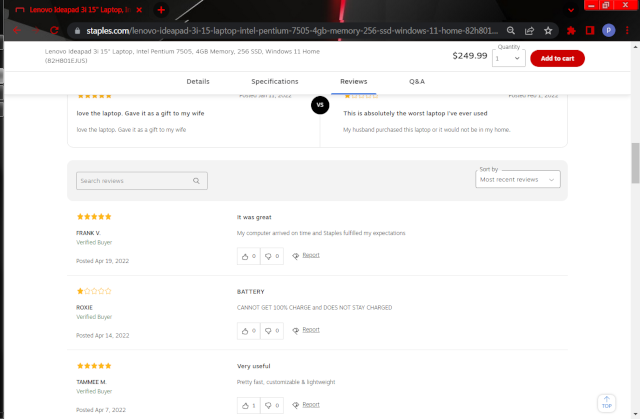 Lenovo Ideapad 3i 15" Laptop, I
staples.com/lenovo-ideapad-3i-15-laptop-intel-pentium-7505-4gb-memory-256-ssd-windows-11-home-82h801...
P
Lenovo Ideapad 3i 15" Laptop, Intel Pentium 7505, 4GB Memory, 256 SSD, Windows 11 Home
(82HB01EJUS)
$249.99
Quantity
1
Add to cart
Details
Specifications
Reviews
Q&A
Posted Jan 12, 2022
VS
Posted Feb 2, 2022
love the laptop. Gave it as a gift to my wife
love the laptop. Gave it as a gift to my wife
This is absolutely the worst laptop I've ever used
My husband purchased this laptop or it would not be in my home.
Search reviews
Sort by
Most recent reviews
FRANK V.
Verified Buyer
Posted Apr 19, 2022
It was great
My computer arrived on time and Staples fulfilled my expectations
0
0
Report
ROXIE
Verified Buyer
Posted Apr 14, 2022
BATTERY
CANNOT GET 100% CHARGE and DOES NOT STAY CHARGED
0
0
Report
TAMMEE M.
Verified Buyer
Posted Apr 7, 2022
Very useful
Pretty fast, customizable & lightweight
1
0
Report
TOP